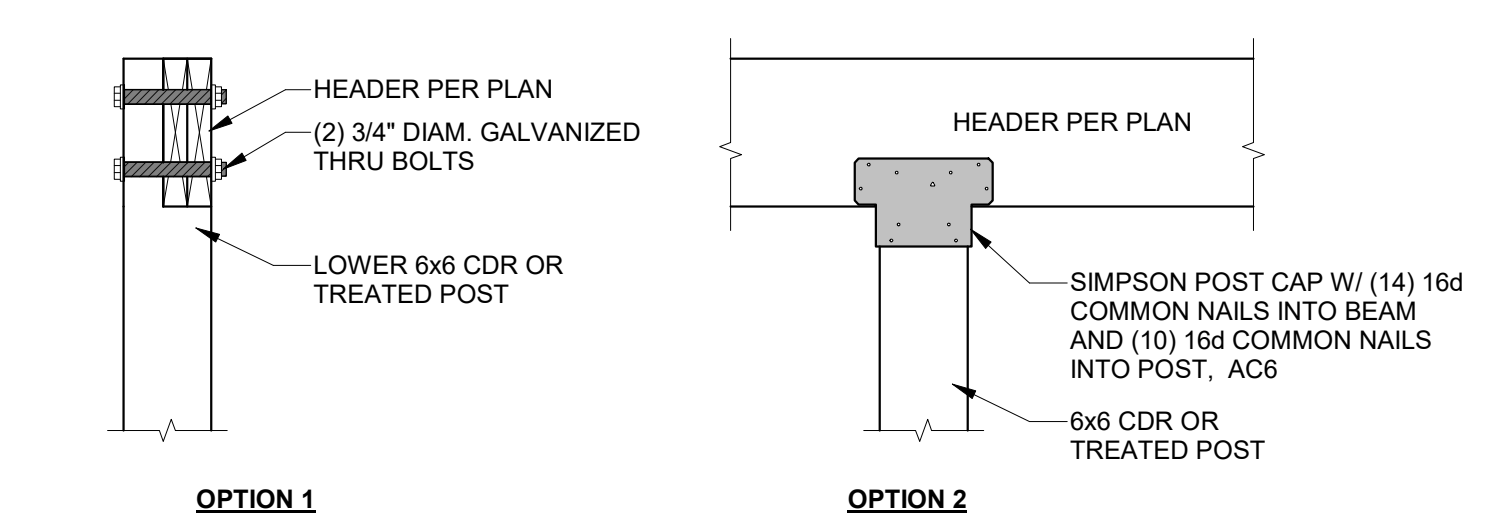 HEADER PER PLAN
(2) 3/4" DIAM. GALVANIZED
THRU BOLTS
LOWER 6x6 CDR OR
TREATED POST
OPTION 1
HEADER PER PLAN
SIMPSON POST CAP W/ (14) 16d
COMMON NAILS INTO BEAM
AND (10) 16d COMMON NAILS
INTO POST, AC6
6x6 CDR OR
TREATED POST
OPTION 2